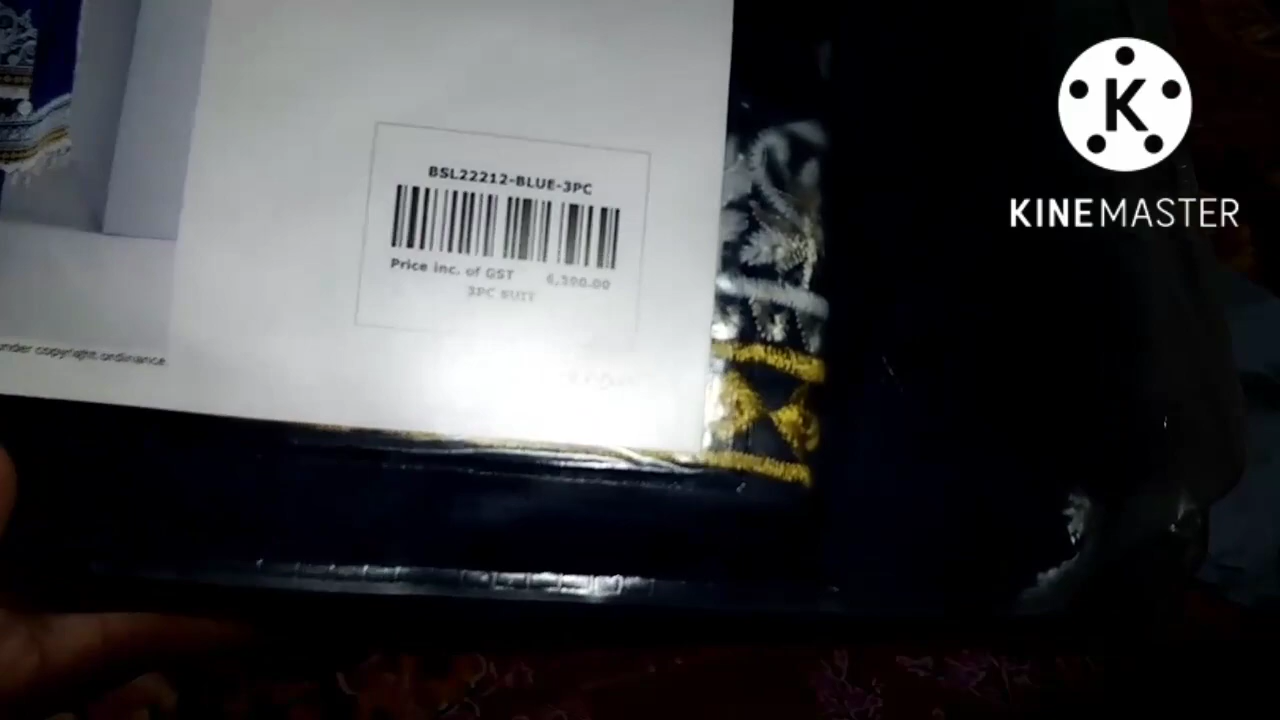 K
KINEMASTER
BSL22212-BLUE-3PC
Price inc. of GST
3PC SUIT
under copyright ordinance